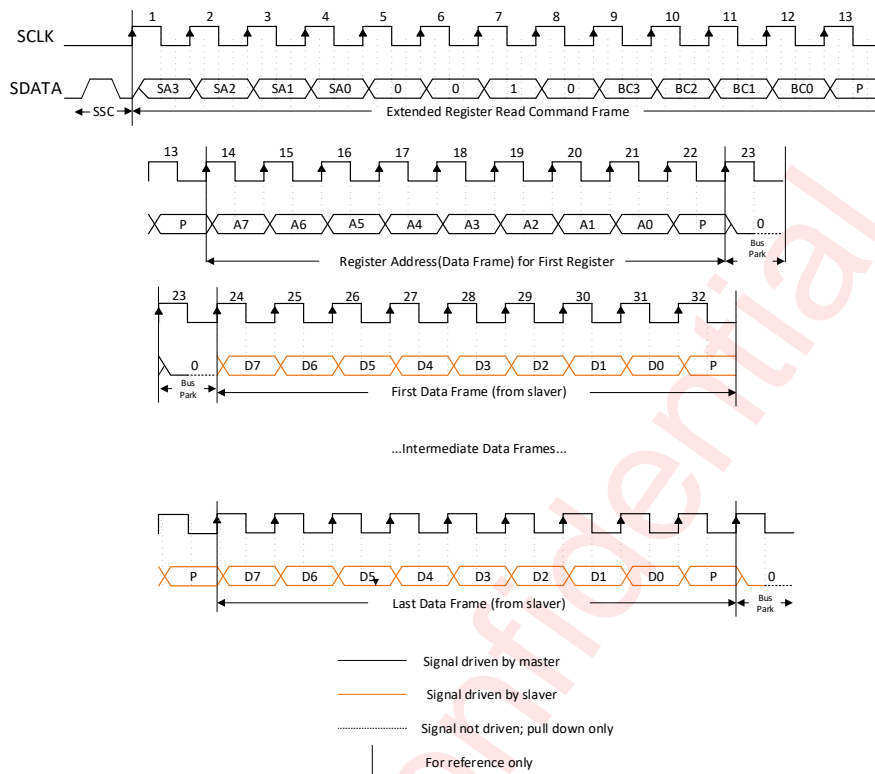 1 2 3 4 5 6 7 8 9 10 11 12 13
SCLK
SDATA SA3 SA2 SA1 SA0 0 0 1 0 BC3 BC2 BC1 BC0 P
SSC Extended Register Read Command Frame
13 14 15 16 17 18 19 20 21 22 23
P A7 A6 A5 A4 A3 A2 A1 A0 P 0
Bus
Park
Register Address(Data Frame) for First Register
23 24 25 26 27 28 29 30 31 32
0 D7 D6 D5 D4 D3 D2 D1 D0 P
Bus
Park
First Data Frame (from slaver)
...Intermediate Data Frames...
P D7 D6 D5 D4 D3 D2 D1 D0 P 0
Bus
Park
Last Data Frame (from slaver)
Signal driven by master
Signal driven by slaver
Signal not driven; pull down only
For reference only
onfidential